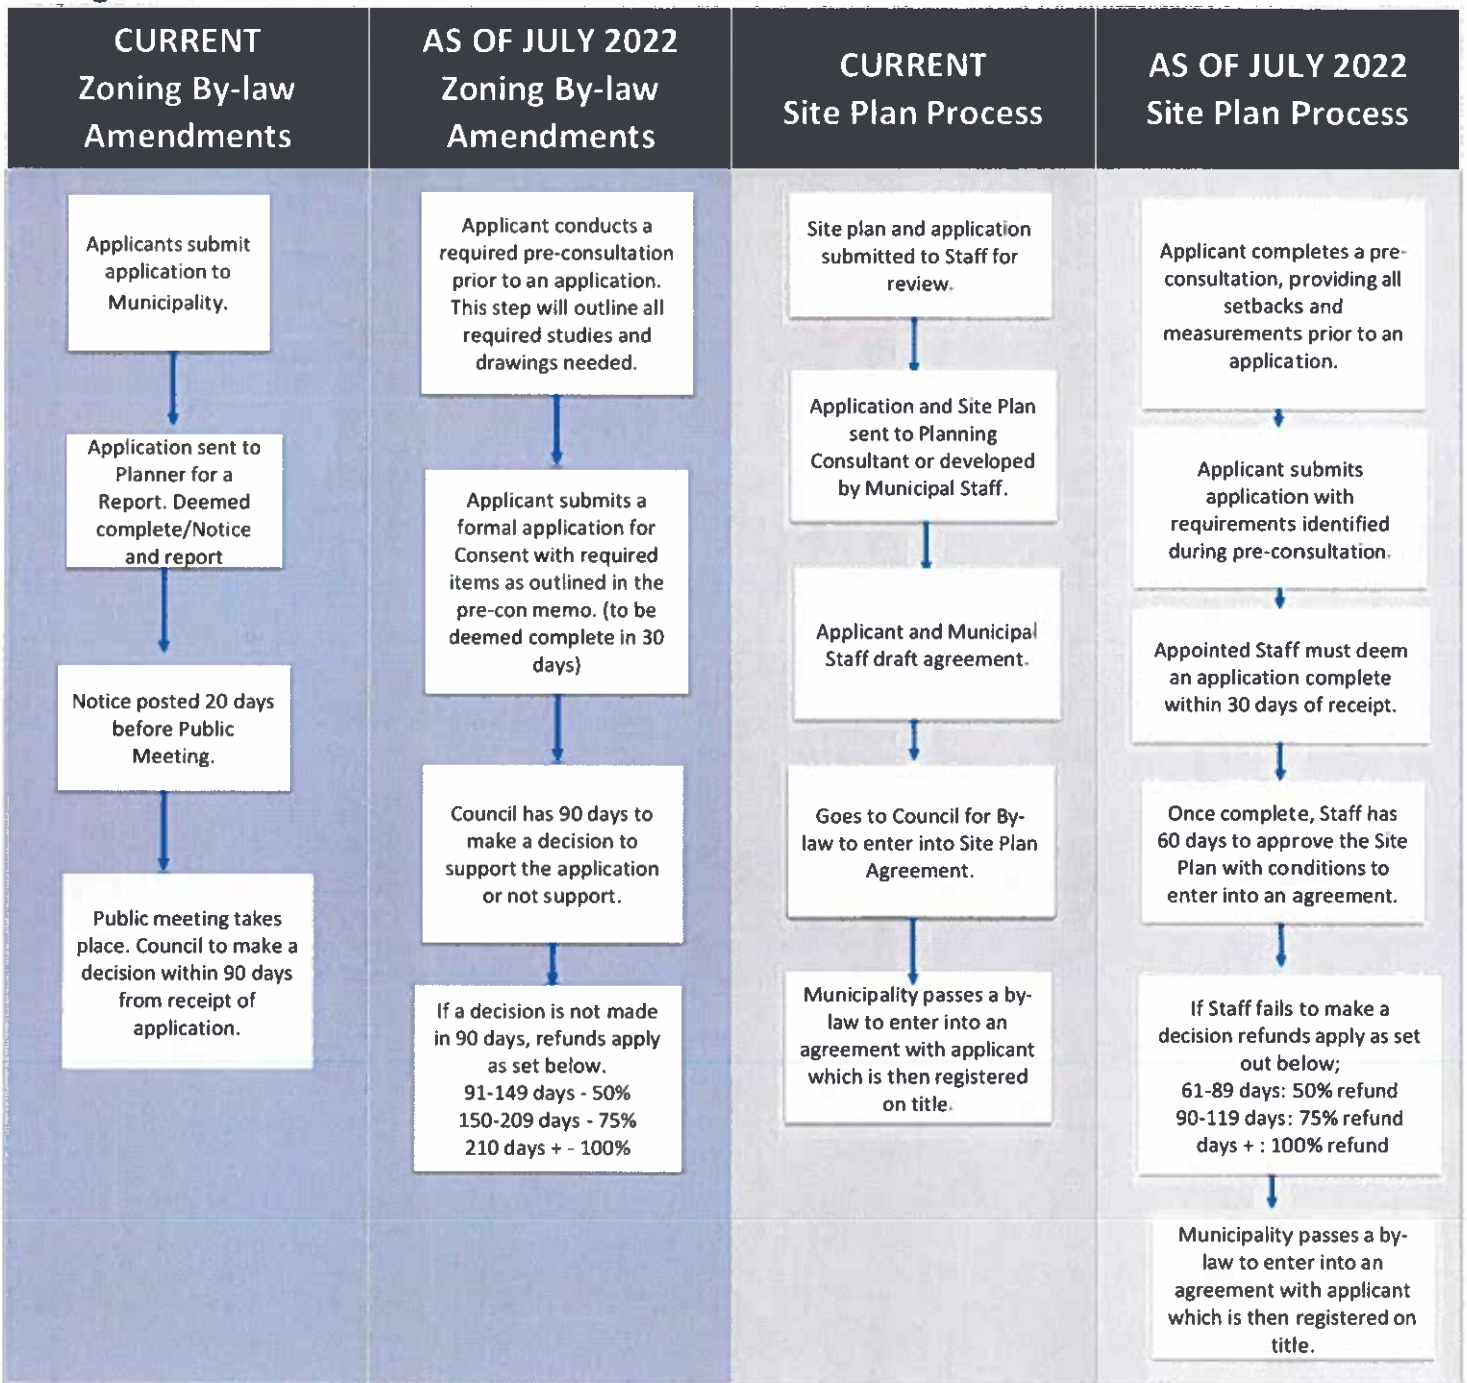 CURRENT
Zoning By-law
Amendments
Applicants submit
application to
Municipality.
Application sent to
Planner for a
Report. Deemed
complete/Notice
and report
Notice posted 20 days
before Public
Meeting.
Public meeting takes
place. Council to make a
decision within 90 days
from receipt of
application.
AS OF JULY 2022
Zoning By-law
Amendments
Applicant conducts a
required pre-consultation
prior to an application.
This step will outline all
required studies and
drawings needed.
Applicant submits a
formal application for
Consent with required
items as outlined in the
pre-con memo. (to be
deemed complete in 30
days)
Council has 90 days to
make a decision to
support the application
or not support.
If a decision is not made
in 90 days, refunds apply
as set below.
91-149 days - 50%
150-209 days - 75%
210 days + - 100%
CURRENT
Site Plan Process
Site plan and application
submitted to Staff for
review.
Application and Site Plan
sent to Planning
Consultant or developed
by Municipal Staff.
Applicant and Municipal
Staff draft agreement.
Goes to Council for By-
law to enter into Site Plan
Agreement.
Municipality passes a by-
law to enter into an
agreement with applicant
which is then registered
on title.
AS OF JULY 2022
Site Plan Process
Applicant completes a pre-
consultation, providing all
setbacks and
measurements prior to an
application.
Applicant submits
application with
requirements identified
during pre-consultation.
Appointed Staff must deem
an application complete
within 30 days of receipt.
Once complete, Staff has
60 days to approve the Site
Plan with conditions to
enter into an agreement.
If Staff fails to make a
decision refunds apply as set
out below;
61-89 days: 50% refund
90-119 days: 75% refund
days + : 100% refund
Municipality passes a by-
law to enter into an
agreement with applicant
which is then registered on
title.